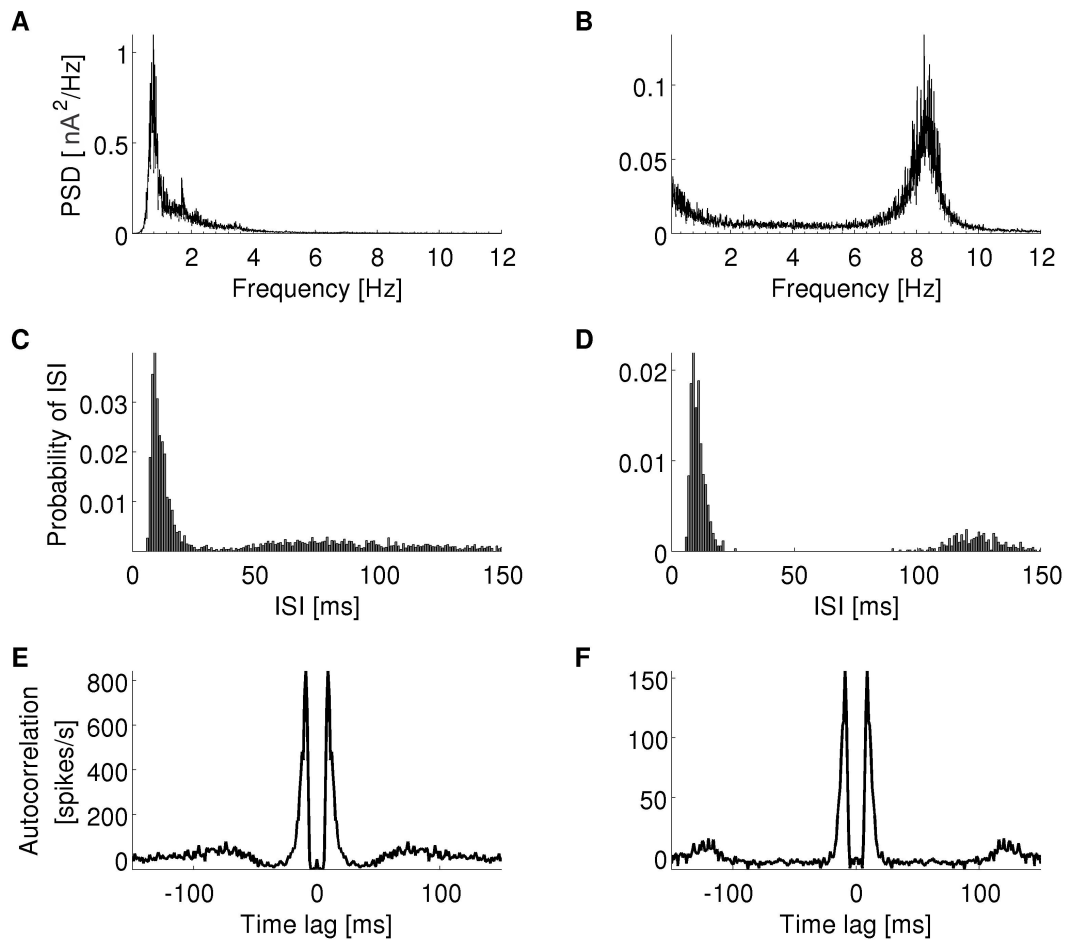 A
PSD [ nA²/Hz]
1
0.5
0
2 4 6 8 10 12
Frequency [Hz]
B
0.1
0.05
0
2 4 6 8 10 12
Frequency [Hz]
C
Probability of ISI
0.03
0.02
0.01
0 50 100 150
ISI [ms]
D
0.02
0.01
0
0 50 100 150
ISI [ms]
E
Autocorrelation
[spikes/s]
800
600
400
200
0
-100 0 100
Time lag [ms]
F
150
100
50
0
-100 0 100
Time lag [ms]